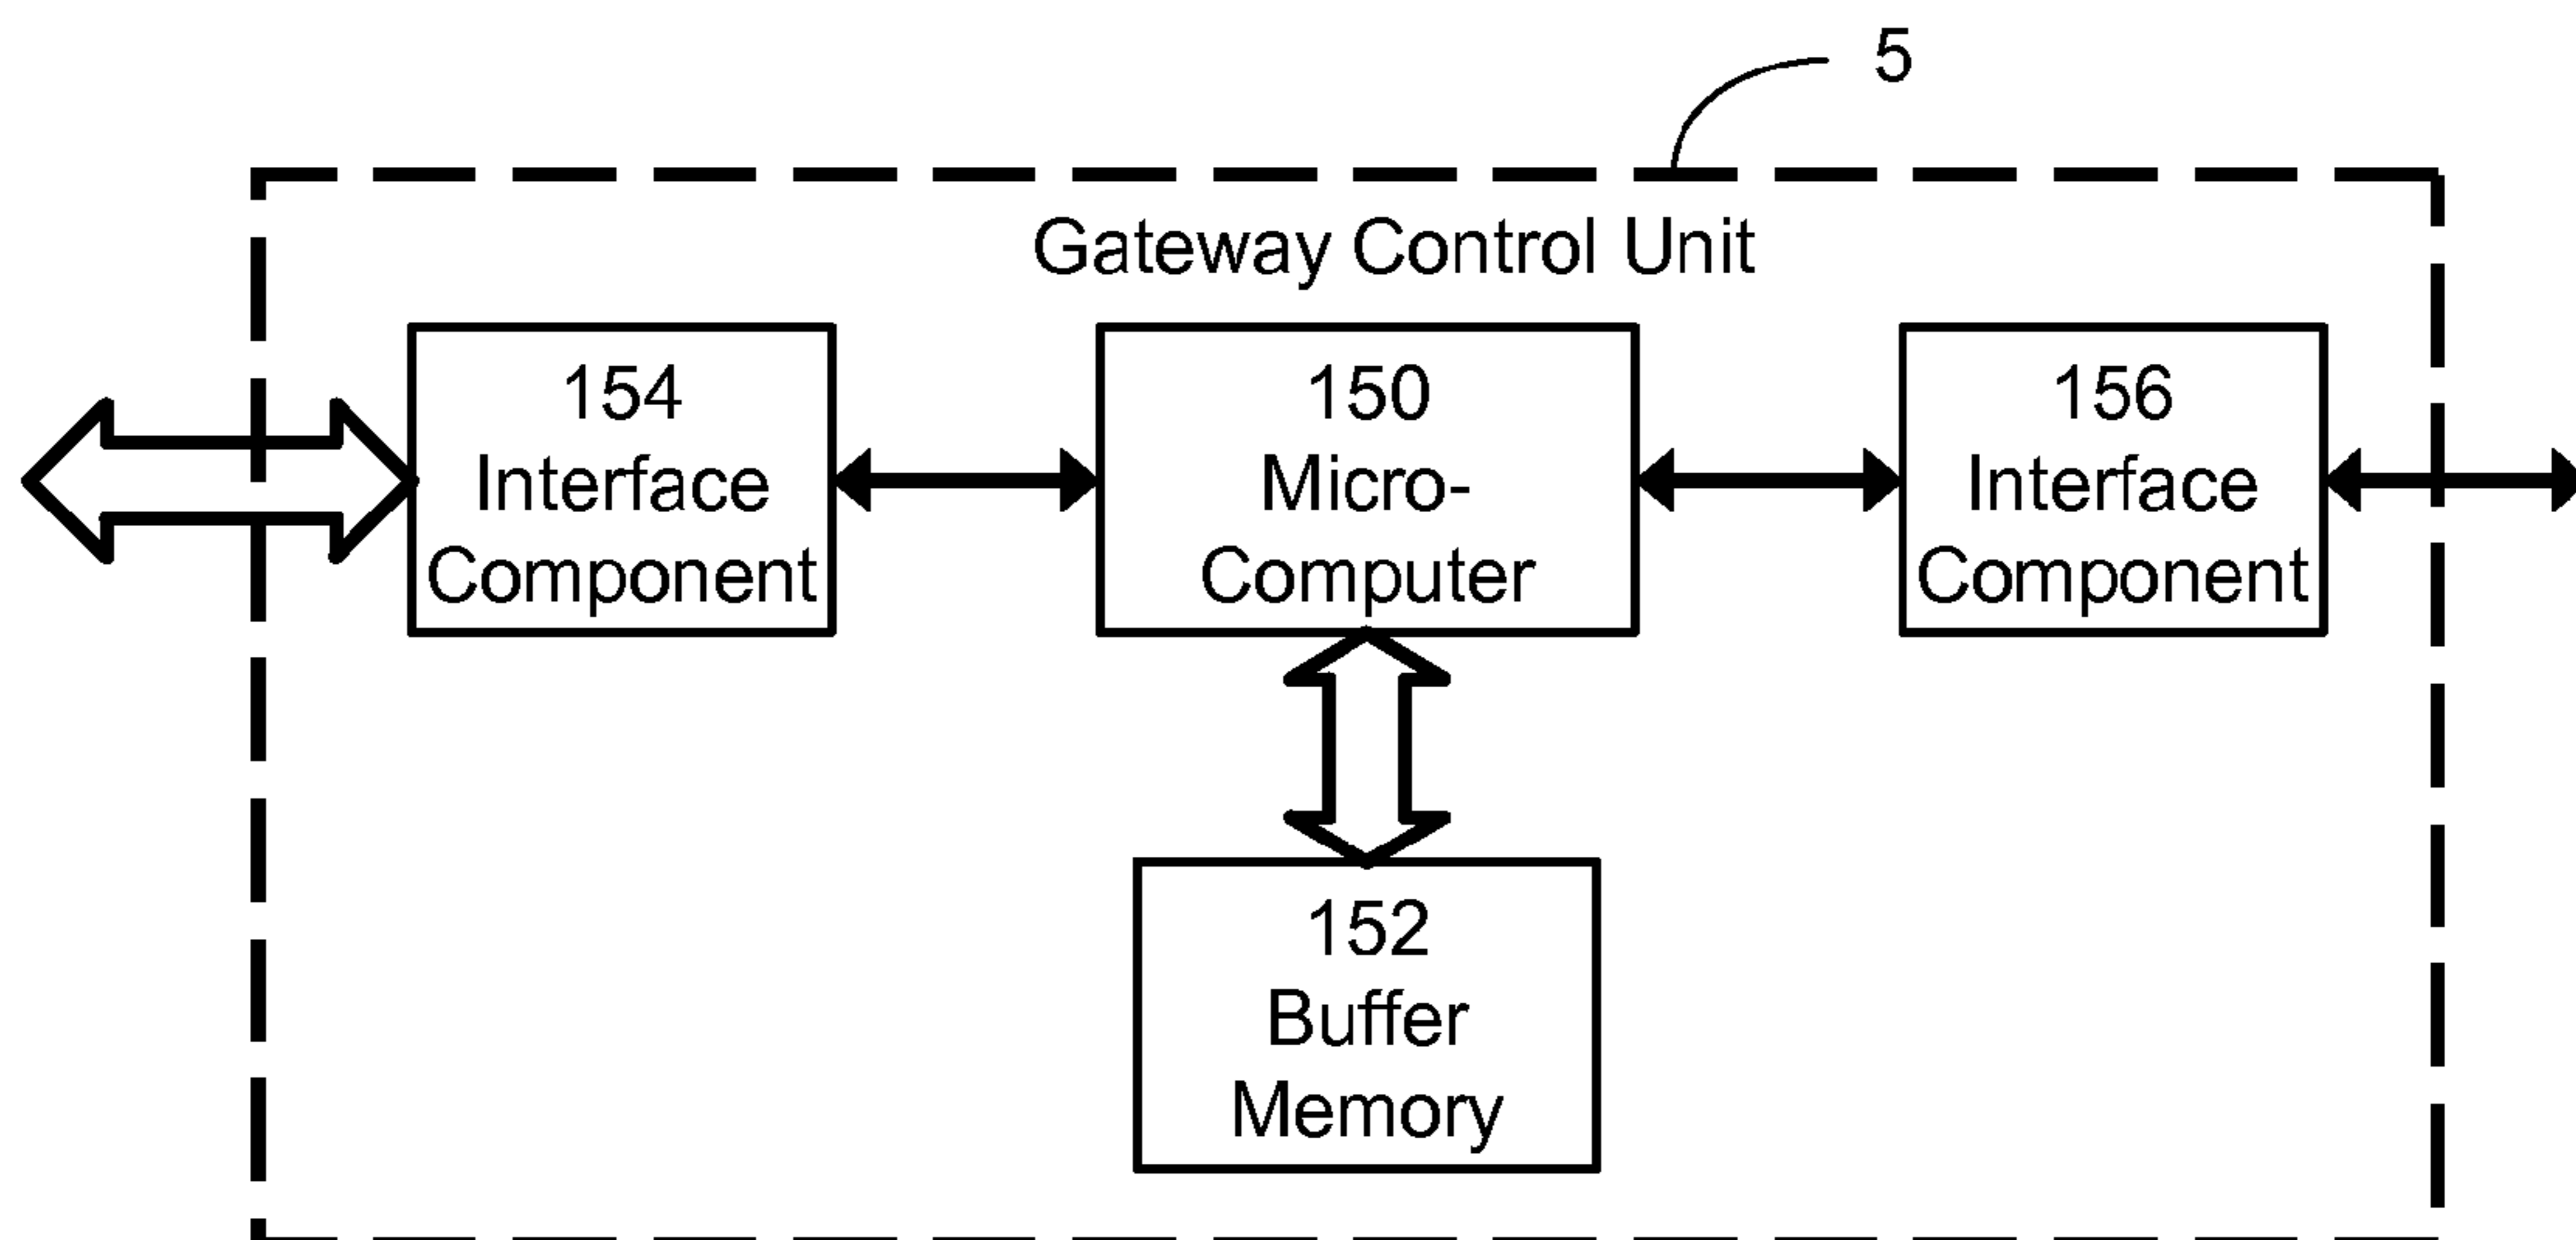 5
Gateway Control Unit
154
Interface
Component
150
Micro-
Computer
156
Interface
Component
152
Buffer
Memory